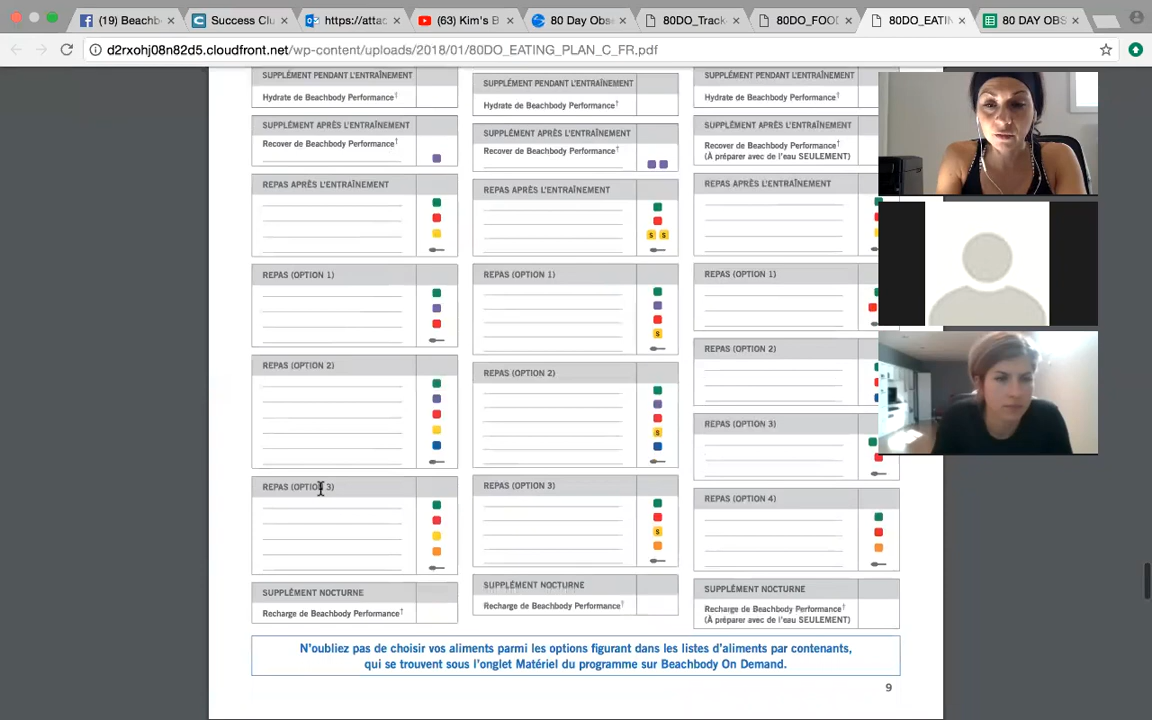 (19) Beachb
Success Clu
https://attac
(63) Kim's B
80 Day Obse
80DO_Track
80DO_FOO
80DO_EATIN
80 DAY OBS
d2rxohj08n82d5.cloudfront.net/wp-content/uploads/2018/01/80DO_EATING_PLAN_C_FR.pdf
SUPPLÉMENT PENDANT L'ENTRAÎNEMENT
Hydrate de Beachbody Performance†
SUPPLÉMENT APRÈS L'ENTRAÎNEMENT
Recover de Beachbody Performance†
REPAS APRÈS L'ENTRAÎNEMENT
REPAS (OPTION 1)
REPAS (OPTION 2)
REPAS (OPTION 3)
SUPPLÉMENT NOCTURNE
Recharge de Beachbody Performance†
SUPPLÉMENT PENDANT L'ENTRAÎNEMENT
Hydrate de Beachbody Performance†
SUPPLÉMENT APRÈS L'ENTRAÎNEMENT
Recover de Beachbody Performance†
REPAS APRÈS L'ENTRAÎNEMENT
S S
REPAS (OPTION 1)
S
REPAS (OPTION 2)
S
REPAS (OPTION 3)
S
SUPPLÉMENT NOCTURNE
Recharge de Beachbody Performance†
SUPPLÉMENT PENDANT L'ENTRAÎNEMENT
Hydrate de Beachbody Performance†
SUPPLÉMENT APRÈS L'ENTRAÎNEMENT
Recover de Beachbody Performance†
(À préparer avec de l'eau SEULEMENT)
REPAS APRÈS L'ENTRAÎNEMENT
REPAS (OPTION 1)
REPAS (OPTION 2)
REPAS (OPTION 3)
REPAS (OPTION 4)
SUPPLÉMENT NOCTURNE
Recharge de Beachbody Performance†
(À préparer avec de l'eau SEULEMENT)
N'oubliez pas de choisir vos aliments parmi les options figurant dans les listes d'aliments par contenants,
qui se trouvent sous l'onglet Matériel du programme sur Beachbody On Demand.
9